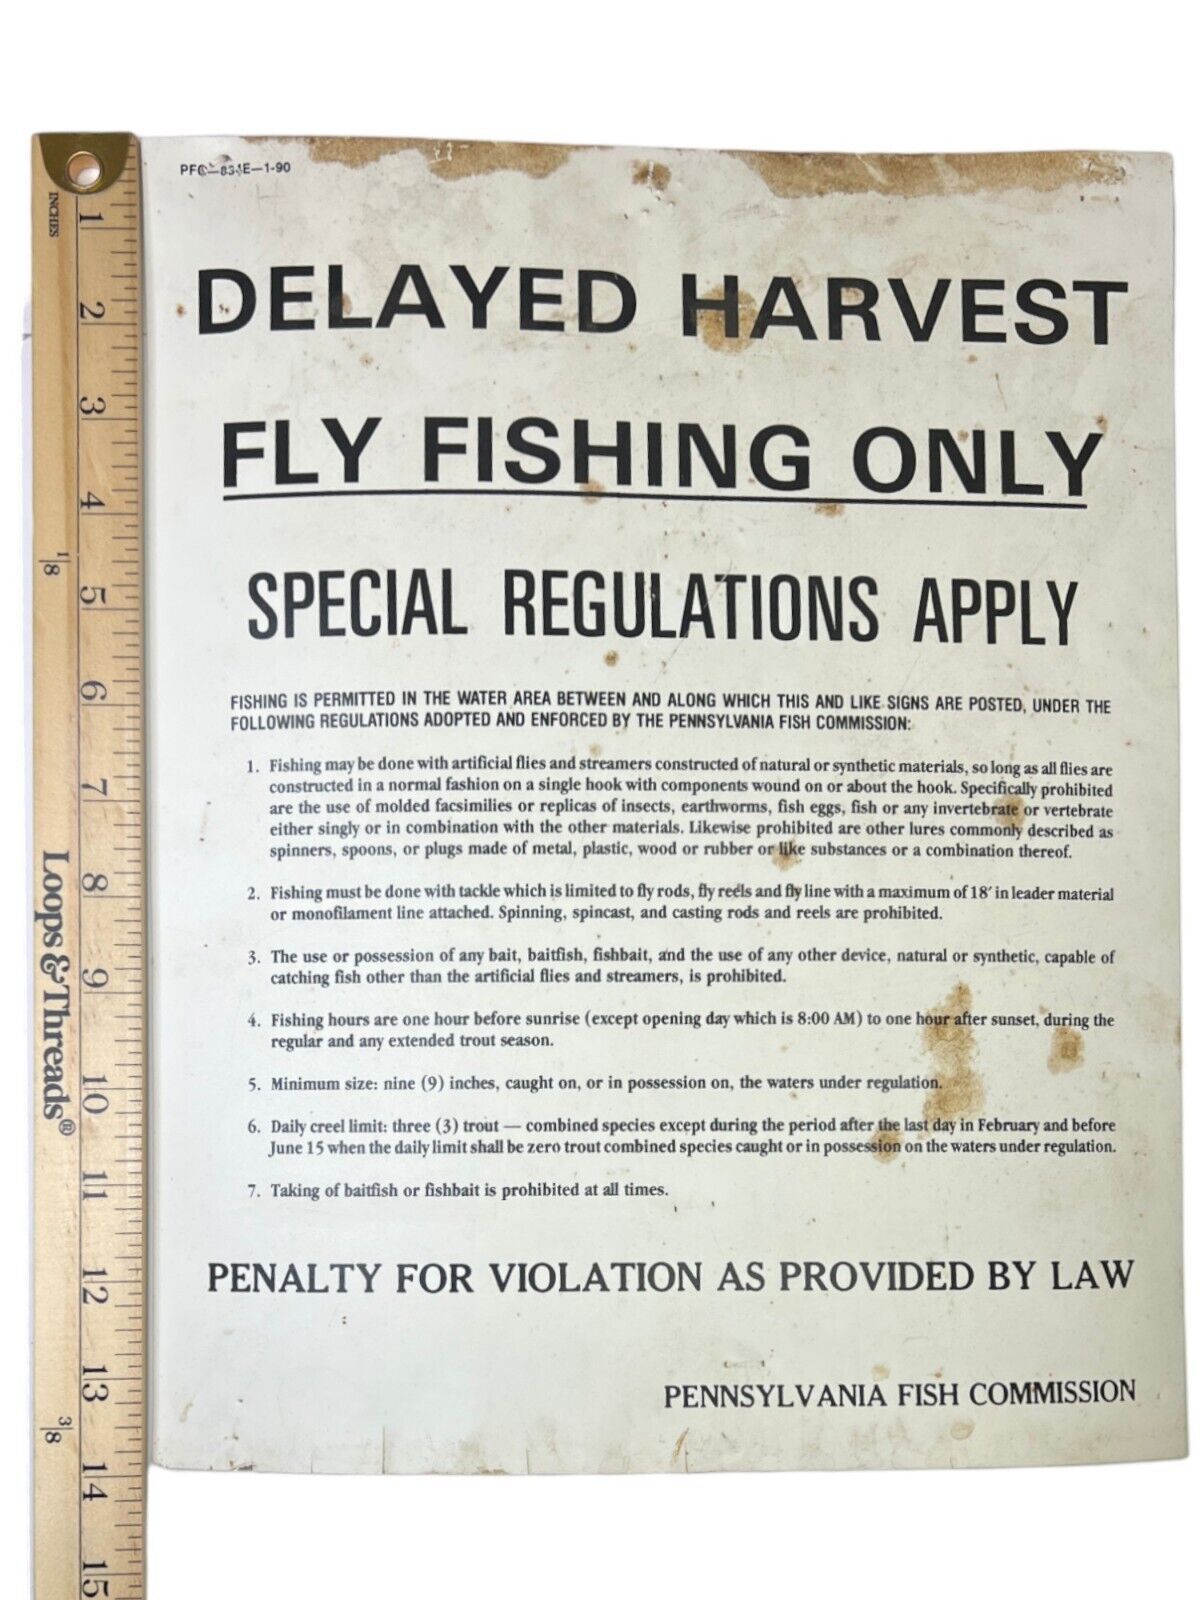 PFC—834E—1-90
DELAYED HARVEST
FLY FISHING ONLY
SPECIAL REGULATIONS APPLY
FISHING IS PERMITTED IN THE WATER AREA BETWEEN AND ALONG WHICH THIS AND LIKE SIGNS ARE POSTED, UNDER THE
FOLLOWING REGULATIONS ADOPTED AND ENFORCED BY THE PENNSYLVANIA FISH COMMISSION:
1. Fishing may be done with artificial flies and streamers constructed of natural or synthetic materials, so long as all flies are
constructed in a normal fashion on a single hook with components wound on or about the hook. Specifically prohibited
are the use of molded facsimilies or replicas of insects, earthworms, fish eggs, fish or any invertebrate or vertebrate
either singly or in combination with the other materials. Likewise prohibited are other lures commonly described as
spinners, spoons, or plugs made of metal, plastic, wood or rubber or like substances or a combination thereof.
2. Fishing must be done with tackle which is limited to fly rods, fly reels and fly line with a maximum of 18' in leader material
or monofilament line attached. Spinning, spincast, and casting rods and reels are prohibited.
3. The use or possession of any bait, baitfish, fishbait, and the use of any other device, natural or synthetic, capable of
catching fish other than the artificial flies and streamers, is prohibited.
4. Fishing hours are one hour before sunrise (except opening day which is 8:00 AM) to one hour after sunset, during the
regular and any extended trout season.
5. Minimum size: nine (9) inches, caught on, or in possession on, the waters under regulation.
6. Daily creel limit: three (3) trout — combined species except during the period after the last day in February and before
June 15 when the daily limit shall be zero trout combined species caught or in possession on the waters under regulation.
7. Taking of baitfish or fishbait is prohibited at all times.
PENALTY FOR VIOLATION AS PROVIDED BY LAW
PENNSYLVANIA FISH COMMISSION
INCHES
1
2
3
4
1/8
5
6
7
8
Loops & Threads®
9
10
11
12
13
3/8
14
15